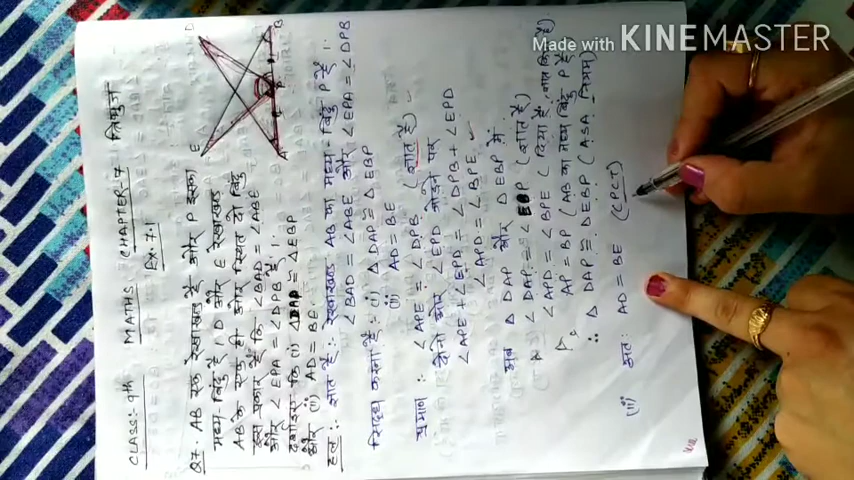 CLASS:- 9th MATHS CHAPTER-7 त्रिभुज
Ex. 7.1
Q7. AB एक रेखाखण्ड है और P इसका
मध्य-बिंदु है। D और E रेखाखण्ड
AB के एक ही ओर स्थित दो बिंदु
इस प्रकार हैं कि ∠BAD = ∠ABE
और ∠EPA = ∠DPB है।
दर्शाइए कि (i) △DAP ≅ △EBP
और (ii) AD = BE.
D
E
B
P
A
हल:- ज्ञात है:- रेखाखण्ड AB का मध्य-बिंदु P है।
∠BAD = ∠ABE और ∠EPA = ∠DPB
सिद्ध करना है:- (i) △DAP ≅ △EBP
(ii) AD = BE
प्रमाण:- ∠APE = ∠DPB (ज्ञात है)
दोनों ओर ∠EPD जोड़ने पर
∠APE + ∠EPD = ∠DPB + ∠EPD
∠APD = ∠BPE
अब △DAP और △EBP में
∠DAP = ∠EBP (ज्ञात है)
∠APD = ∠BPE
AP = BP (AB का मध्य बिंदु P है)
∴ △DAP ≅ △EBP (ASA नियम)
(ii) अतः AD = BE (CPCT)
Made with KINEMASTER